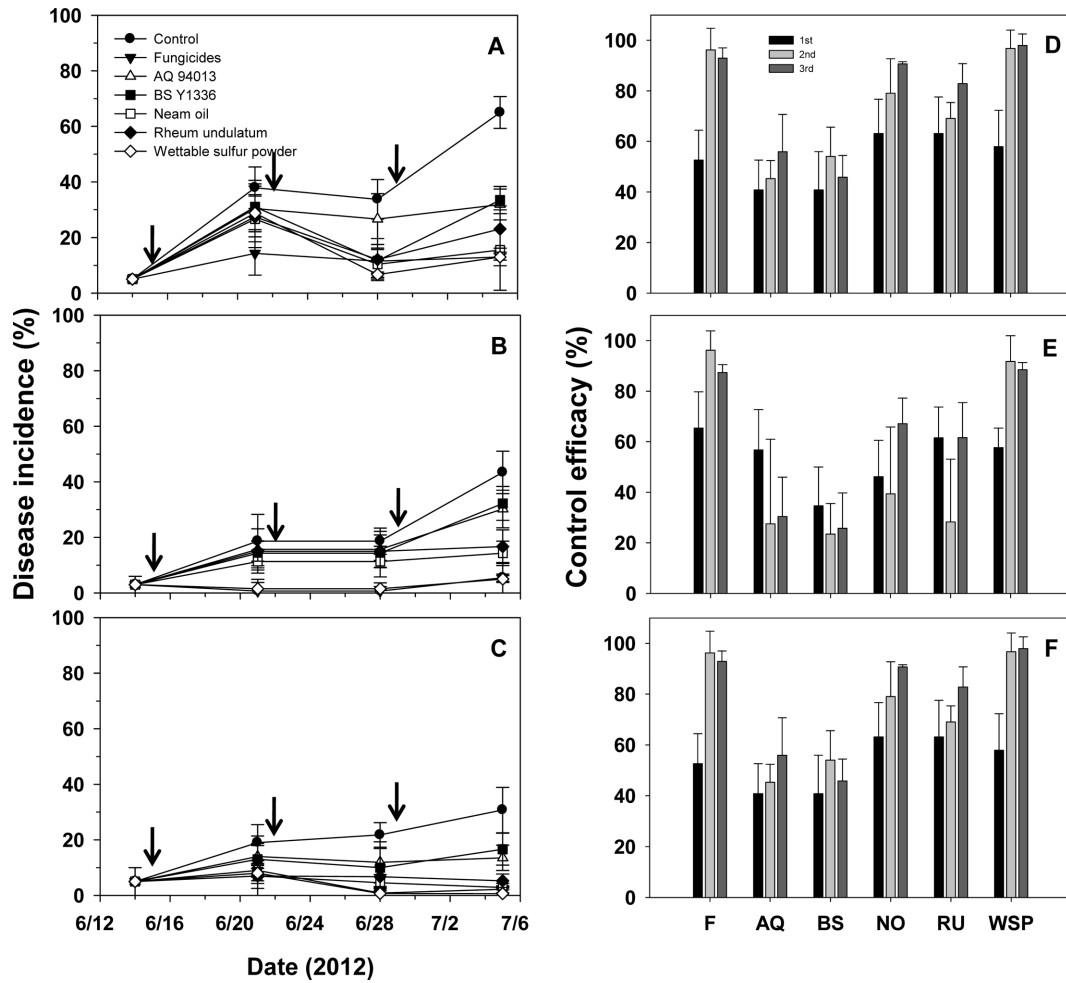 Disease incidence (%)
100
80
60
40
20
0
A
Control
Fungicides
AQ 94013
BS Y1336
Neam oil
Rheum undulatum
Wettable sulfur powder
100
80
60
40
20
0
B
100
80
60
40
20
0
C
6/12 6/16 6/20 6/24 6/28 7/2 7/6
Date (2012)
Control efficacy (%)
100
80
60
40
20
0
D
1st
2nd
3rd
100
80
60
40
20
0
E
100
80
60
40
20
0
F
F AQ BS NO RU WSP